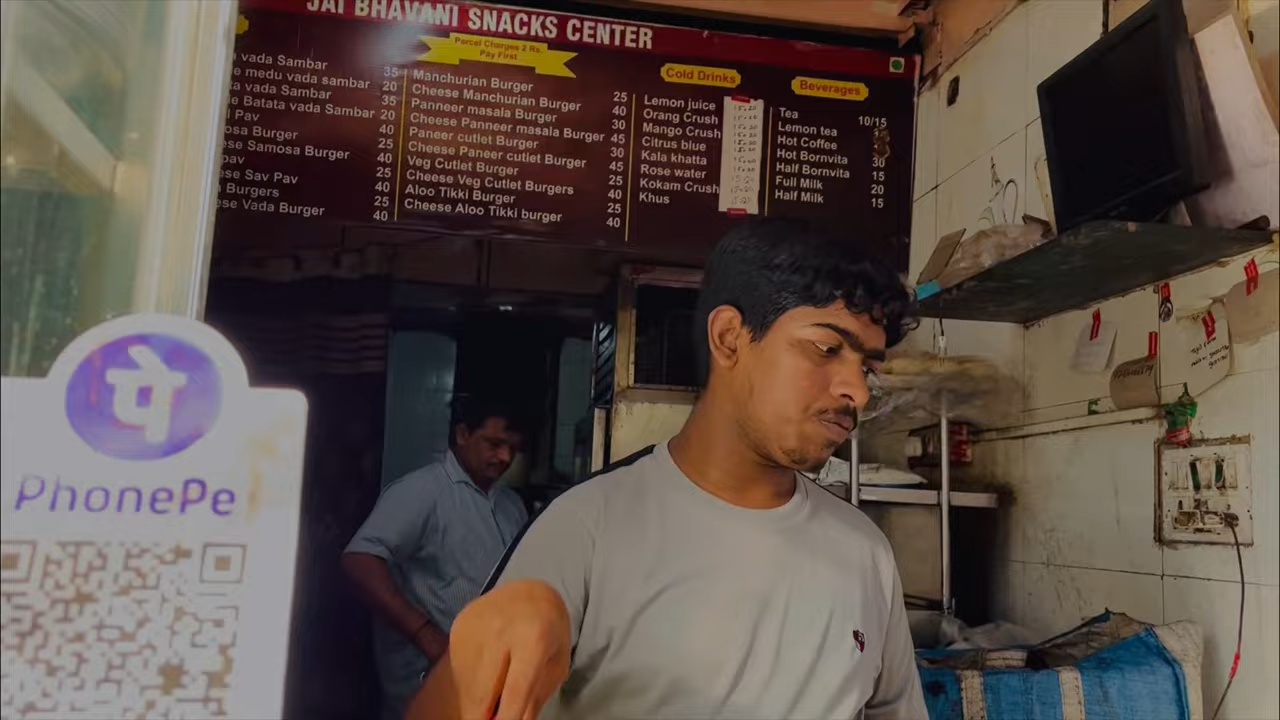 JAI BHAVANI SNACKS CENTER
Parcel Charges 2 Rs.
Pay First
vada Sambar 35
medu vada sambar 20
vada Sambar 35
Batata vada Sambar 20
Pav 40
Burger 25
Samosa Burger 40
pav 25
Sav Pav 40
Burgers 25
Vada Burger 40
Manchurian Burger 25
Cheese Manchurian Burger 40
Panneer masala Burger 30
Cheese Panneer masala Burger 45
Paneer cutlet Burger 30
Cheese Paneer cutlet Burger 45
Veg Cutlet Burger 25
Cheese Veg Cutlet Burgers 40
Aloo Tikki Burger 25
Cheese Aloo Tikki burger 40
Cold Drinks
Lemon juice
Orang Crush
Mango Crush
Citrus blue
Kala khatta
Rose water
Kokam Crush
Khus
Beverages
Tea 10/15
Lemon tea
Hot Coffee
Hot Bornvita 30
Half Bornvita 15
Full Milk 20
Half Milk 15
पे
PhonePe